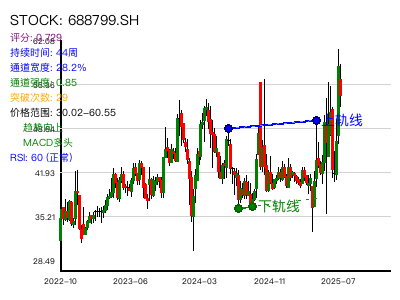 STOCK: 688799.SH
评分: 0.729
62.08
持续时间: 44周
通道宽度: 28.2%
通道强度: 0.85
突破次数: 29
价格范围: 30.02~60.55
上轨线
趋势向上
MACD多头
RSI: 60 (正常)
41.93
下轨线
35.21
28.49
2022-10
2023-06
2024-03
2024-11
2025-07